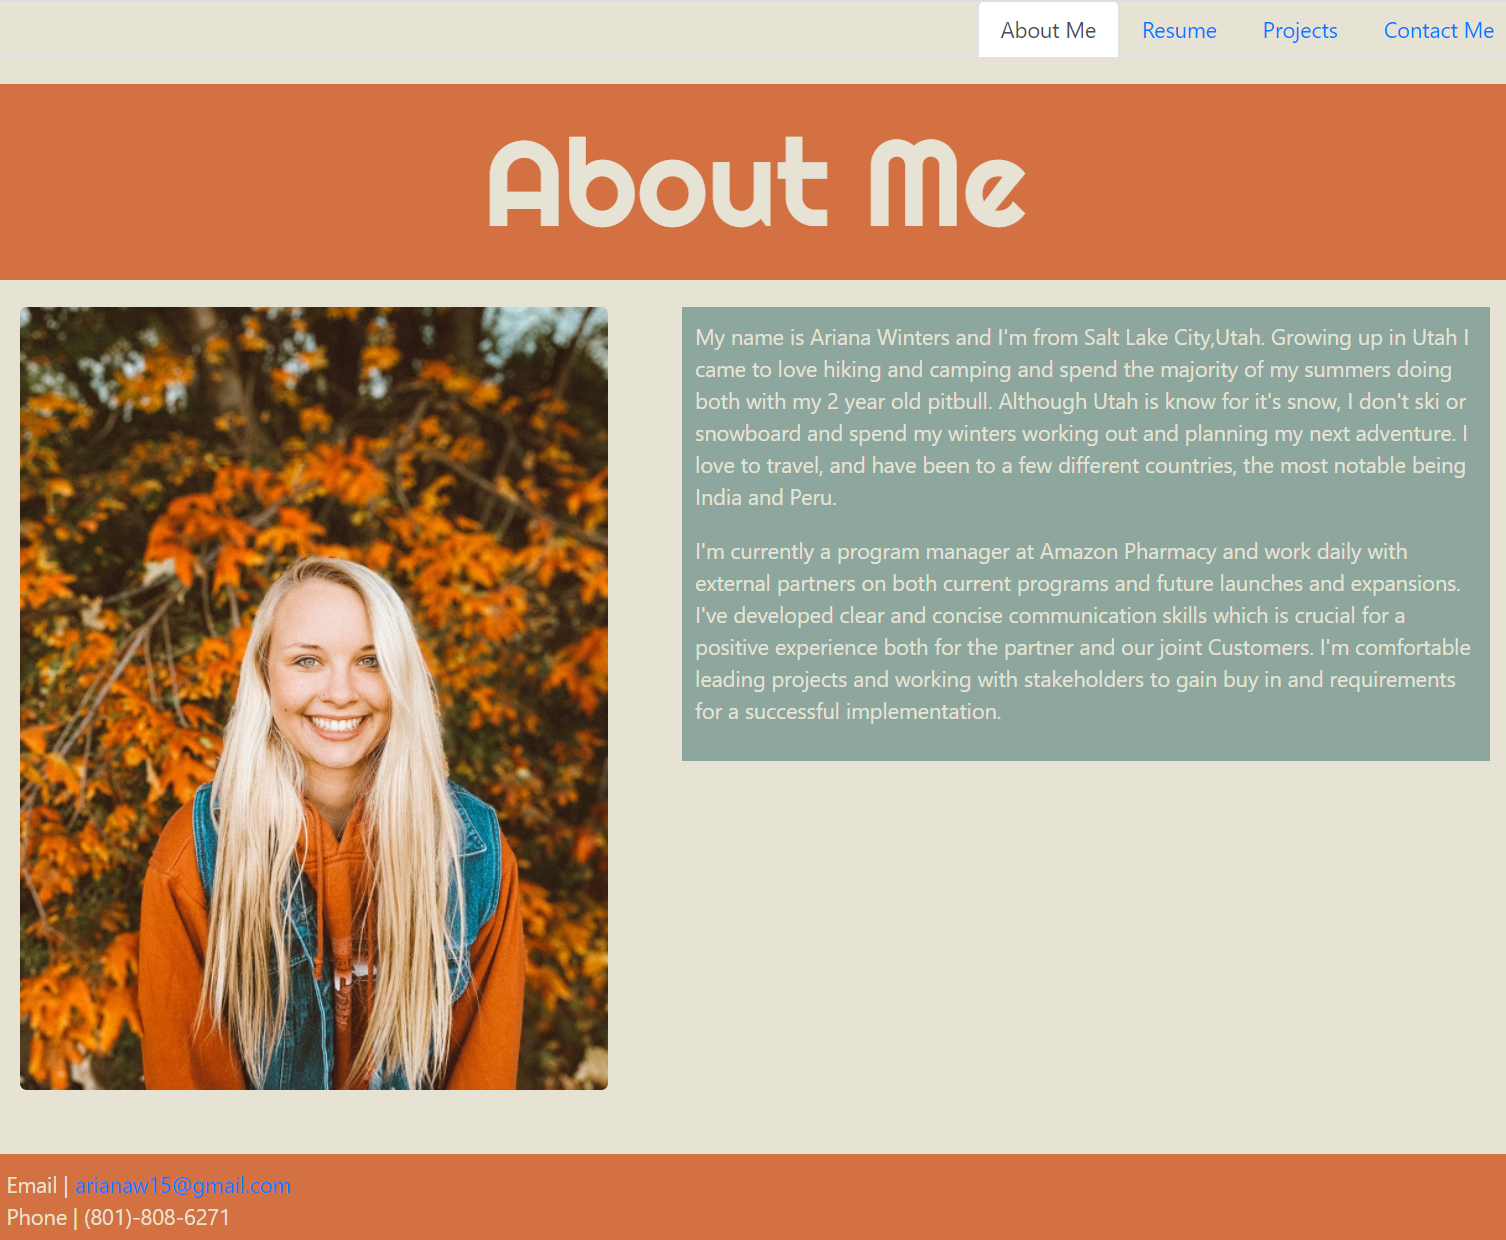 About Me Resume Projects Contact Me
About Me
My name is Ariana Winters and I'm from Salt Lake City,Utah. Growing up in Utah I
came to love hiking and camping and spend the majority of my summers doing
both with my 2 year old pitbull. Although Utah is know for it's snow, I don't ski or
snowboard and spend my winters working out and planning my next adventure. I
love to travel, and have been to a few different countries, the most notable being
India and Peru.
I'm currently a program manager at Amazon Pharmacy and work daily with
external partners on both current programs and future launches and expansions.
I've developed clear and concise communication skills which is crucial for a
positive experience both for the partner and our joint Customers. I'm comfortable
leading projects and working with stakeholders to gain buy in and requirements
for a successful implementation.
Email | arianaw15@gmail.com
Phone | (801)-808-6271